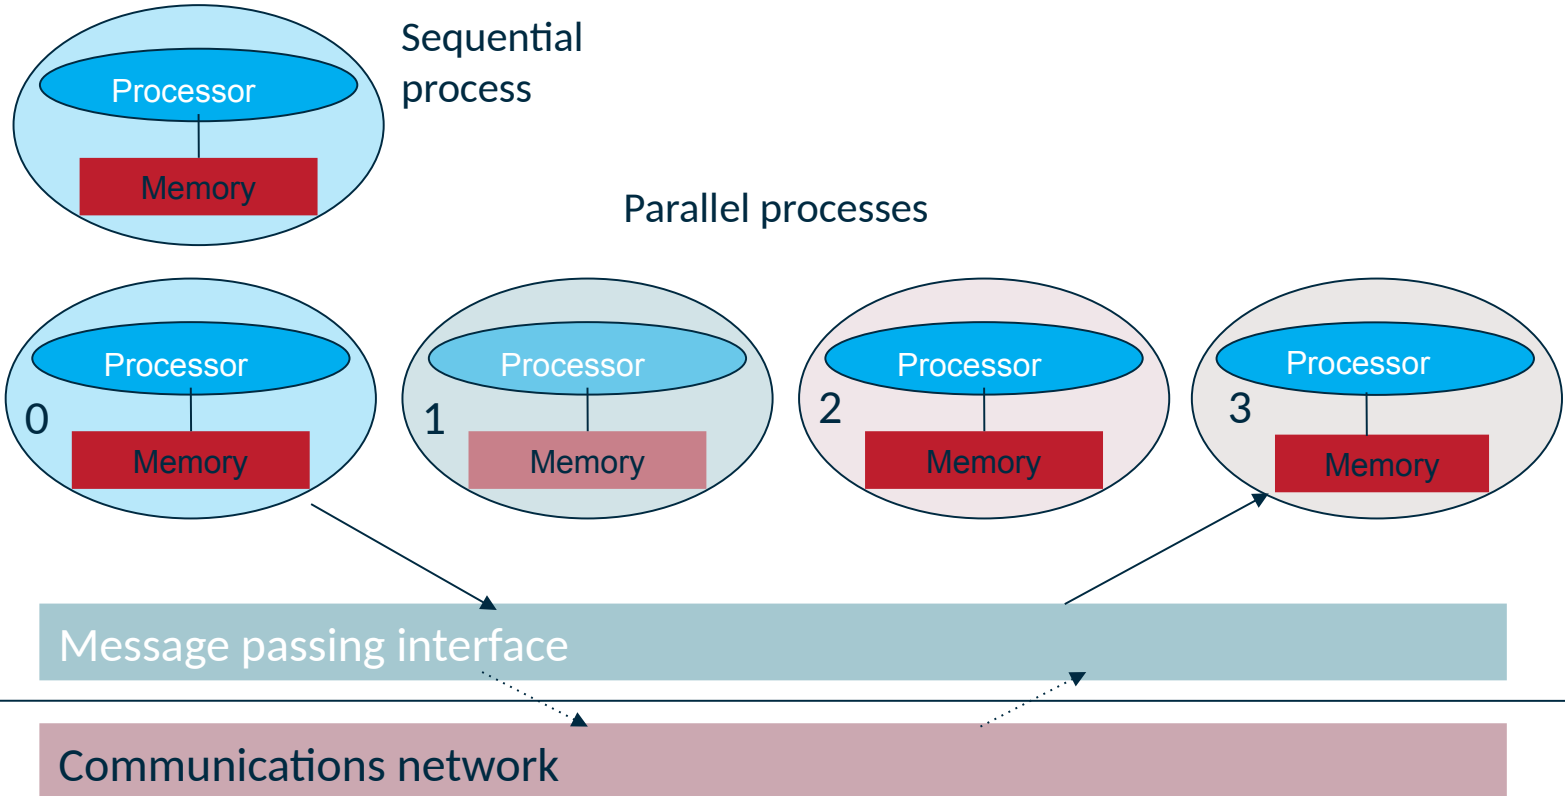 Sequential
process
Processor
Memory
Parallel processes
Processor
0
Memory
Processor
1
Memory
Processor
2
Memory
Processor
3
Memory
Message passing interface
Communications network